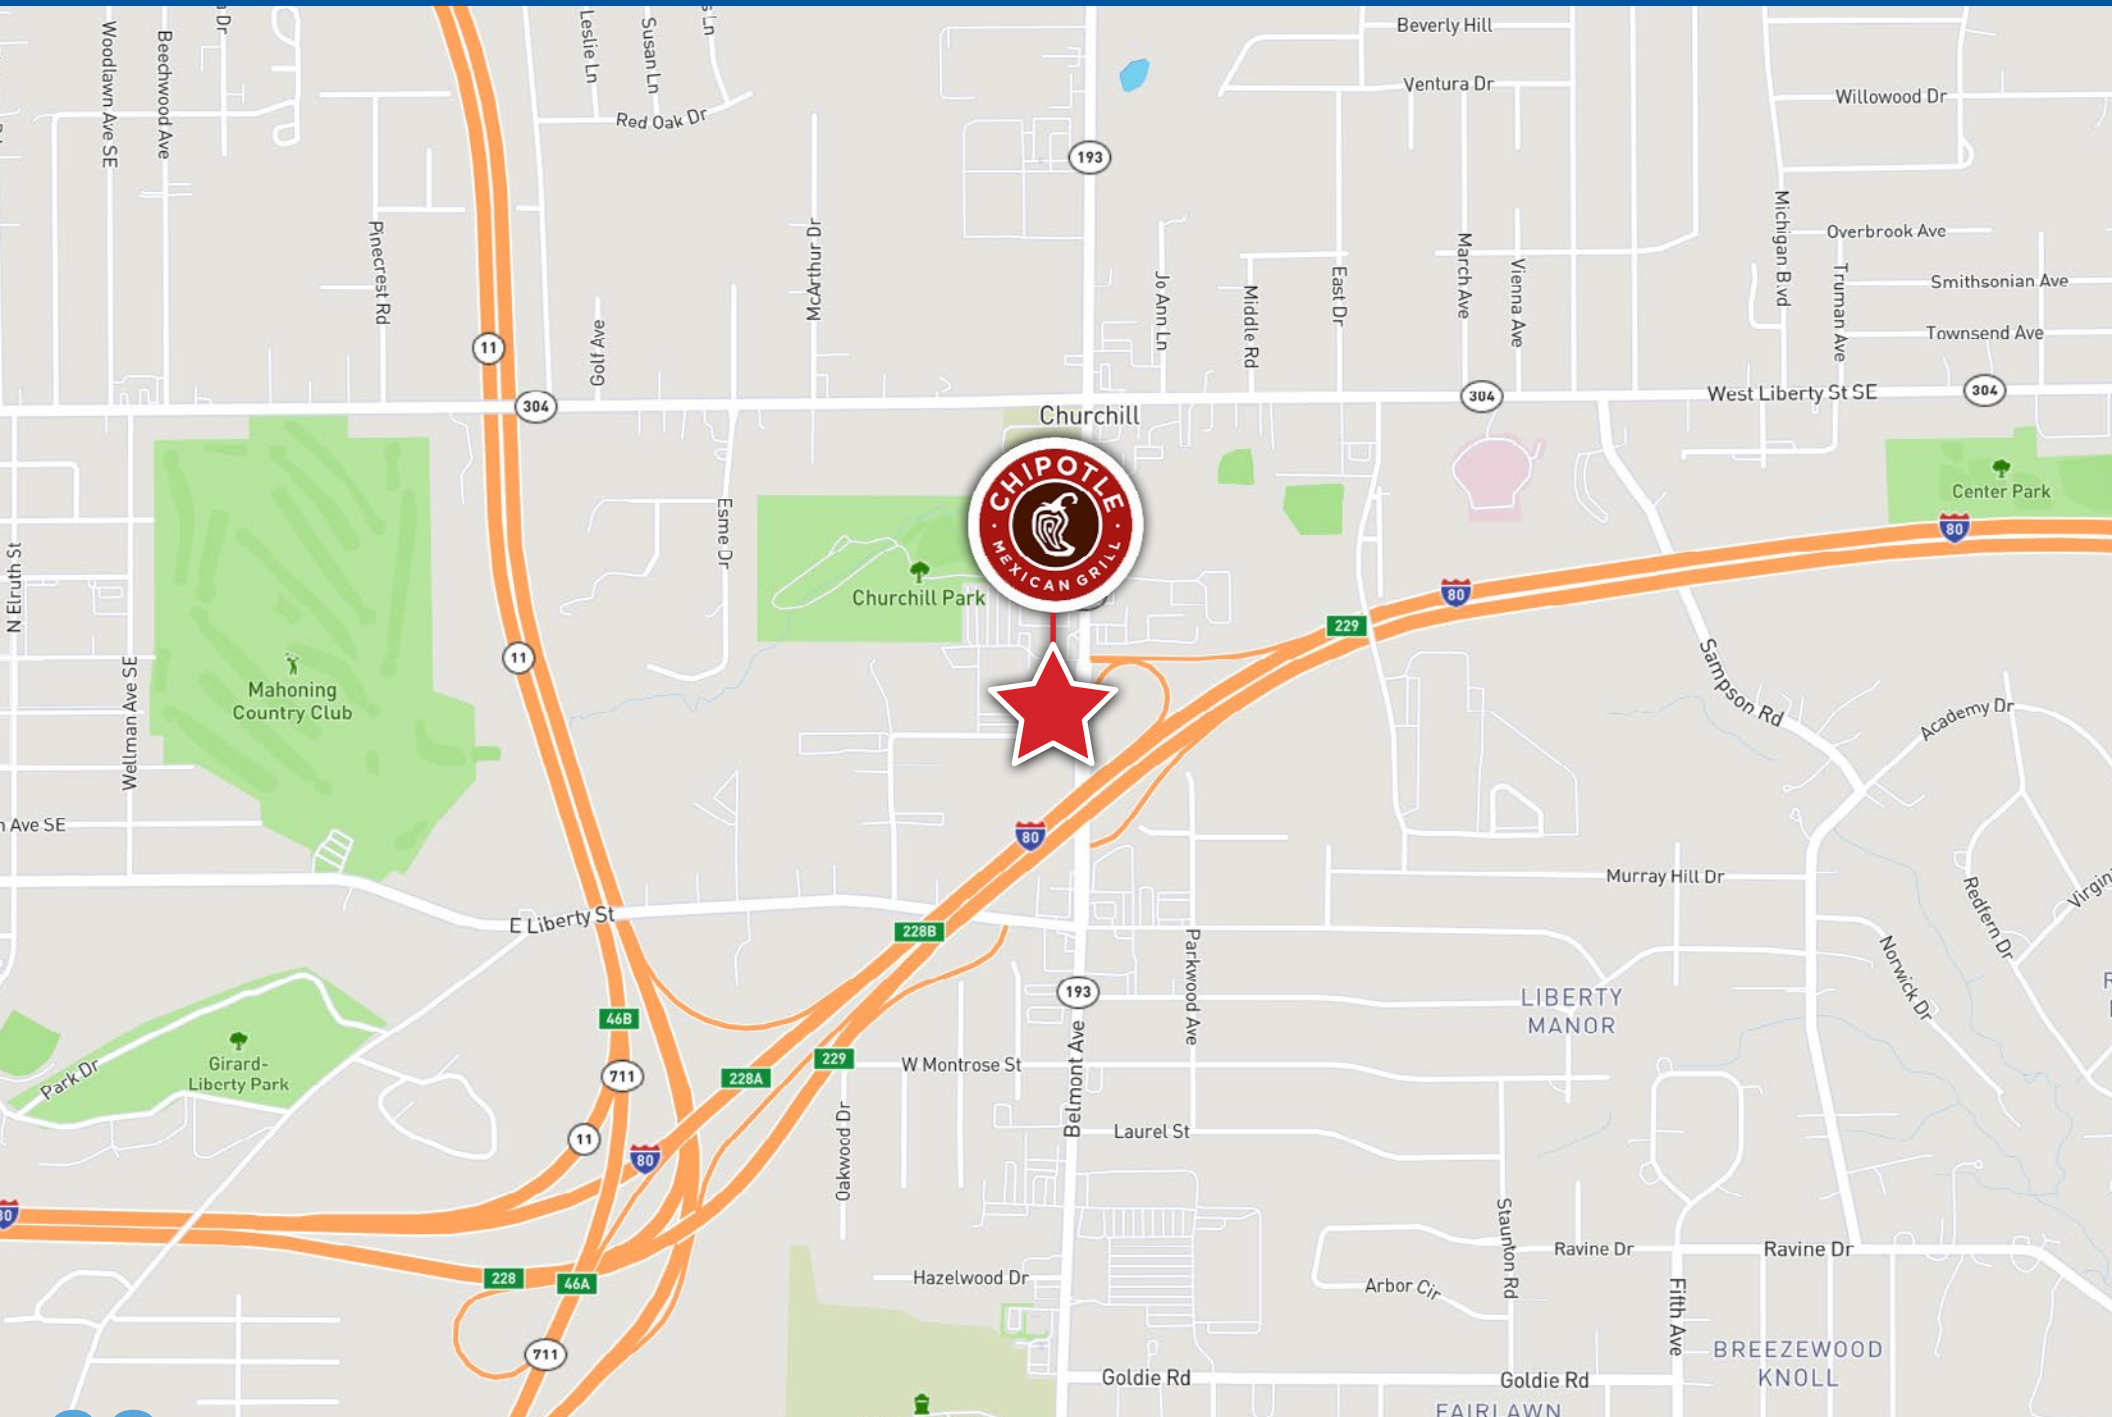 Woodlawn Ave SE
Beechwood Ave
Dr
Leslie Ln
Susan Ln
s Ln
Red Oak Dr
Beverly Hill
Ventura Dr
Willowood Dr
193
Pinecrest Rd
McArthur Dr
Golf Ave
Jo Ann Ln
Middle Rd
East Dr
March Ave
Vienna Ave
Michigan Blvd
Overbrook Ave
Truman Ave
Smithsonian Ave
Townsend Ave
11
304
304
West Liberty St SE
304
Churchill
CHIPOTLE
MEXICAN GRILL
Churchill Park
Esme Dr
Center Park
80
80
229
N Elruth St
Wellman Ave SE
Mahoning
Country Club
11
Sampson Rd
Academy Dr
Ave SE
80
Murray Hill Dr
Redfern Dr
Virgini
E Liberty St
228B
Parkwood Ave
Norwick Dr
193
LIBERTY
MANOR
46B
Girard-
Liberty Park
Park Dr
711
228A
229
W Montrose St
Belmont Ave
Laurel St
11
80
Oakwood Dr
80
Staunton Rd
Ravine Dr
Ravine Dr
228
46A
Hazelwood Dr
Arbor Cir
Fifth Ave
711
BREEZEWOOD
KNOLL
Goldie Rd
Goldie Rd
FAIRLAWN